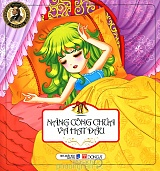 NÀNG CÔNG CHÚA
VÀ HẠT ĐẬU